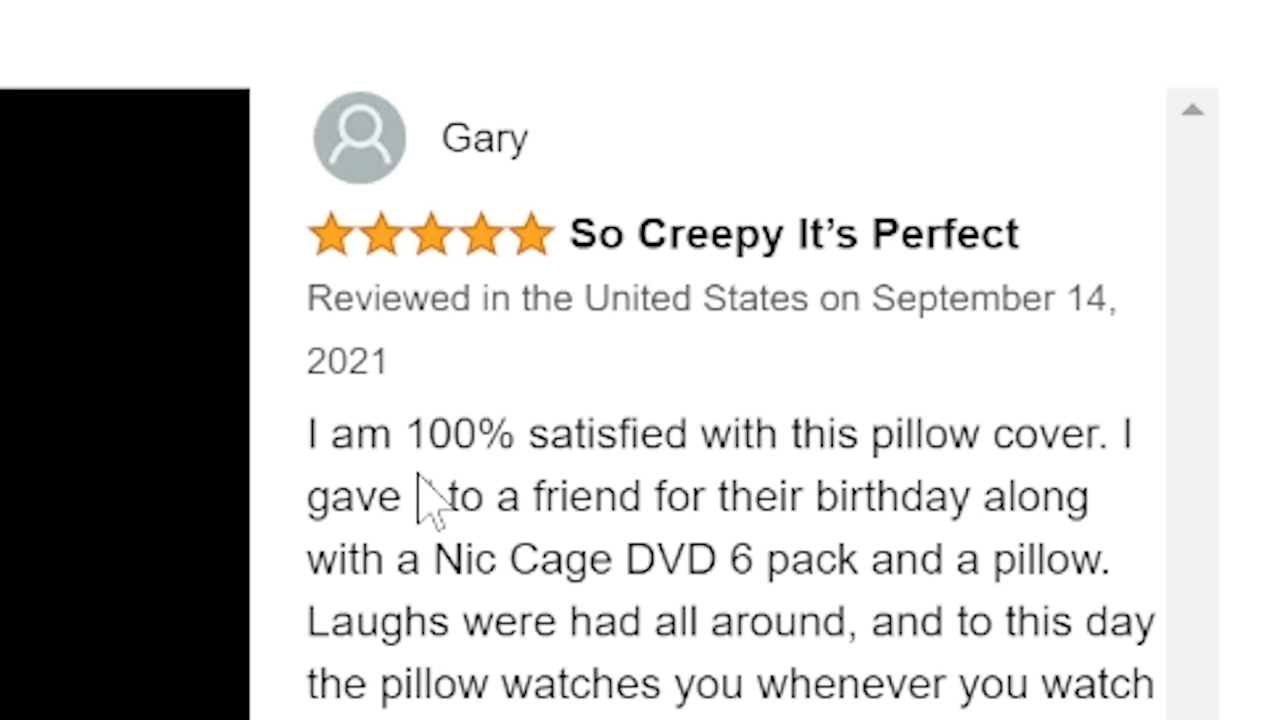 Gary
So Creepy It’s Perfect
Reviewed in the United States on September 14,
2021
I am 100% satisfied with this pillow cover. I
gave to a friend for their birthday along
with a Nic Cage DVD 6 pack and a pillow.
Laughs were had all around, and to this day
the pillow watches you whenever you watch